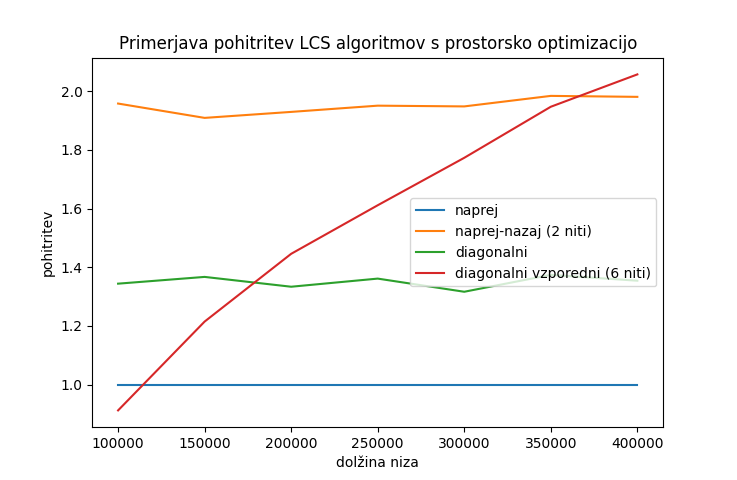 Primerjava pohitritev LCS algoritmov s prostorsko optimizacijo
pohitritev
2.0
1.8
1.6
1.4
1.2
1.0
naprej
naprej-nazaj (2 niti)
diagonalni
diagonalni vzporedni (6 niti)
100000 150000 200000 250000 300000 350000 400000
dolžina niza